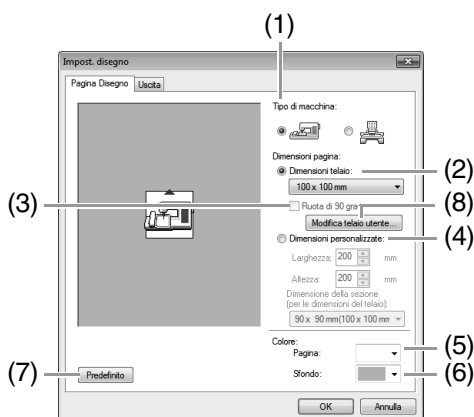 (1)
Impost. disegno
Pagina Disegno Uscita
Tipo di macchina:
Dimensioni pagina:
Dimensioni telaio:
(2)
100 x 100 mm
(3)
Ruota di 90 gra
(8)
Modifica telaio utente...
Dimensioni personalizzate:
(4)
Larghezza: 200 mm
Altezza: 200 mm
Dimensione della sezione
(per le dimensioni del telaio):
90 x 90 mm(100 x 100 mm
Colore:
Pagina:
(5)
(7)
Predefinito
Sfondo:
(6)
OK Annulla